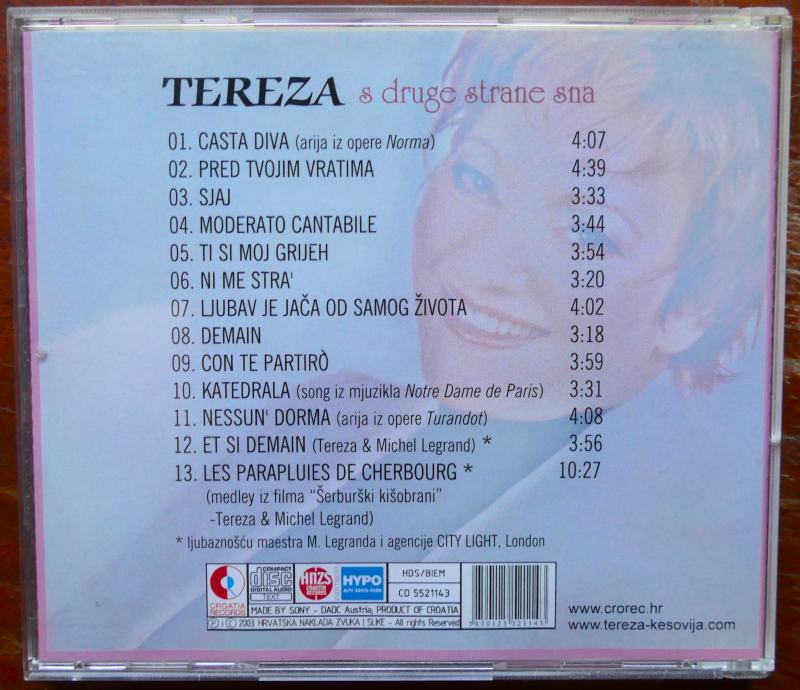 TEREZA s druge strane sna
01. CASTA DIVA (arija iz opere Norma) 4:07
02. PRED TVOJIM VRATIMA 4:39
03. SJAJ 3:33
04. MODERATO CANTABILE 3:44
05. TI SI MOJ GRIJEH 3:54
06. NI ME STRA' 3:20
07. LJUBAV JE JAČA OD SAMOG ŽIVOTA 4:02
08. DEMAIN 3:18
09. CON TE PARTIRÒ 3:59
10. KATEDRALA (song iz mjuzikla Notre Dame de Paris) 3:31
11. NESSUN' DORMA (arija iz opere Turandot) 4:08
12. ET SI DEMAIN (Tereza & Michel Legrand) * 3:56
13. LES PARAPLUIES DE CHERBOURG * 10:27
(medley iz filma "Šerburški kišobrani"
-Tereza & Michel Legrand)
* ljubaznošću maestra M. Legranda i agencije CITY LIGHT, London
CROATIA RECORDS
COMPACT disc DIGITAL AUDIO TEXT
HNZS CROATIA RECORDS
HYPO ALPE-ADRIA-BANK
HDS/BIEM
CD 5521143
MADE BY SONY - DADC Austria; PRODUCT OF CROATIA
Ⓟ i © 2003. HRVATSKA NAKLADA ZVUKA I SLIKE - All rights Reserved
www.crorec.hr
www.tereza-kesovija.com